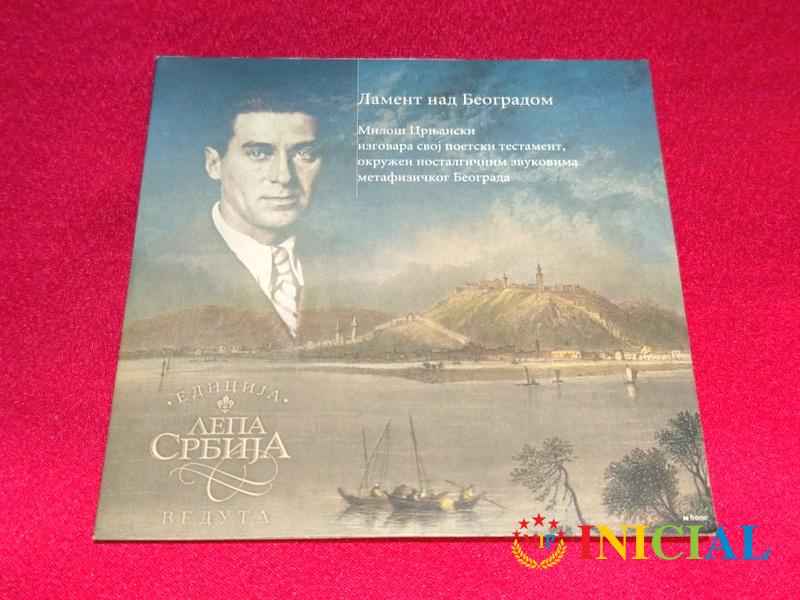 Ламент над Београдом
Милош Црњански
изговара свој поетски тестамент,
окружен носталгичним звуковима
метафизичког Београда
· ЕДИЦИЈА ·
ЛЕПА
СРБИЈА
ВЕДУТА
IP INICIAL